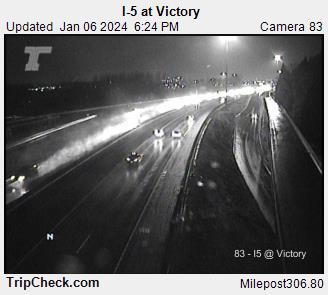 I-5 at Victory
Updated Jan 06 2024 6:24 PM Camera 83
T
N
83 - I5 @ Victory
TripCheck.com Milepost306.80